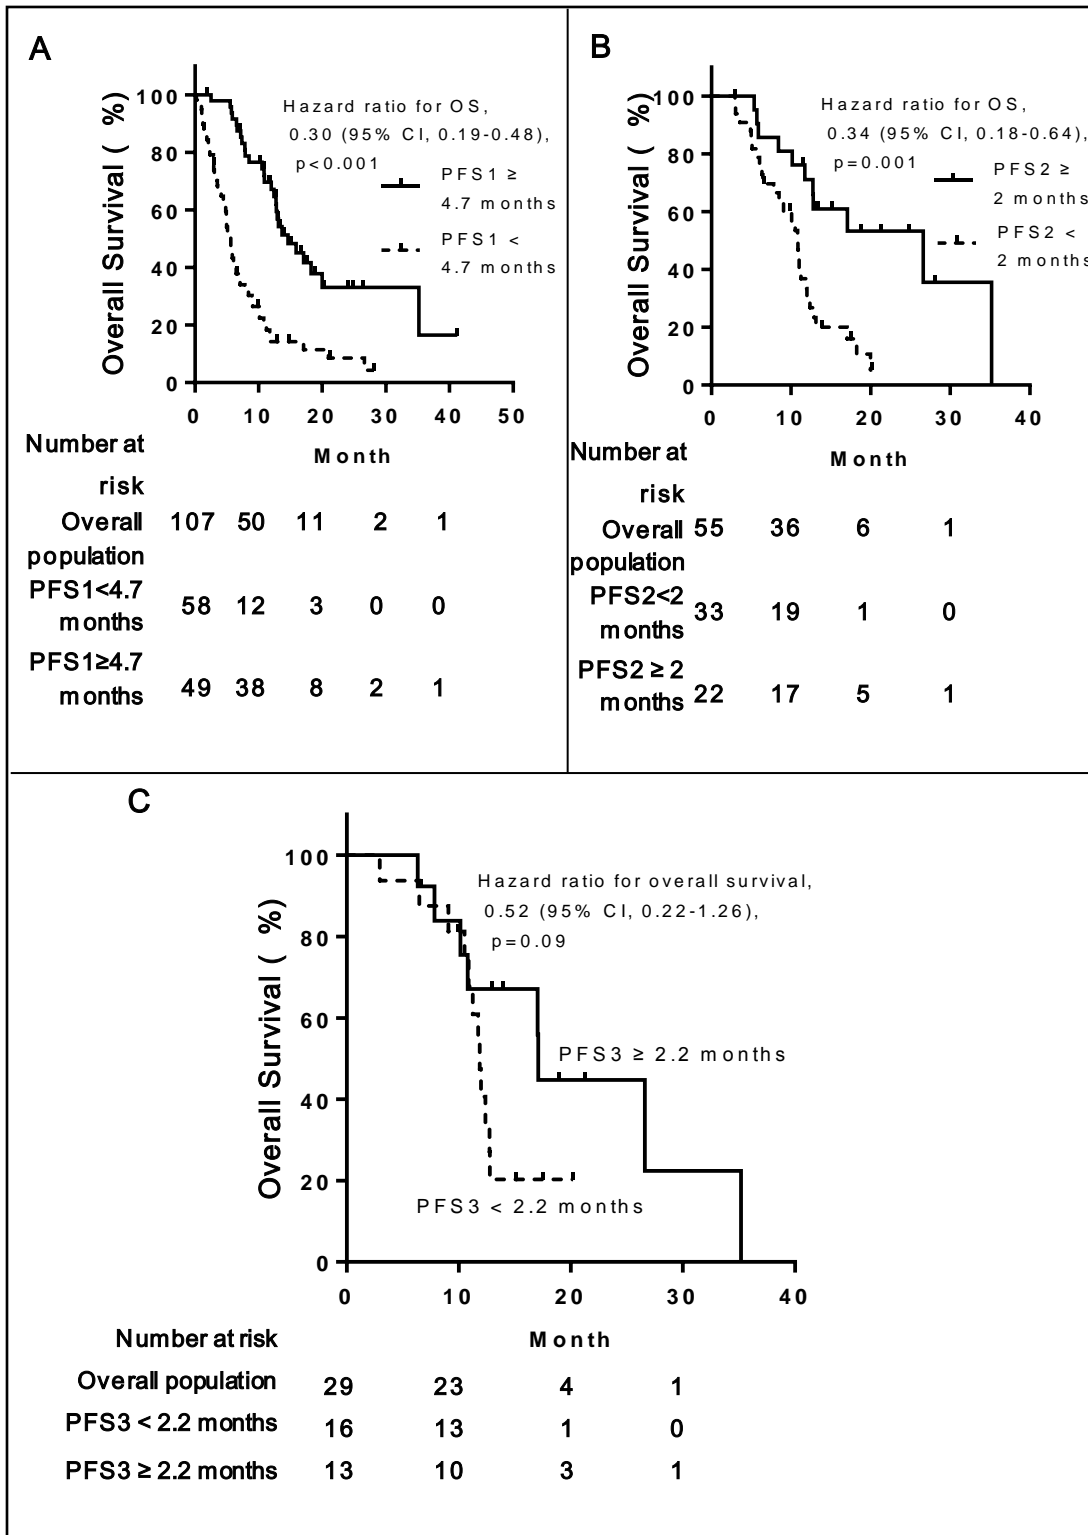 A
Overall Survival ( %)
100
80
60
40
20
0
Hazard ratio for OS,
0.30 (95% CI, 0.19-0.48),
p<0.001
PFS1 ≥
4.7 months
PFS1 <
4.7 months
0 10 20 30 40 50
Month
Number at
risk
Overall
population
107 50 11 2 1
PFS1<4.7
months
58 12 3 0 0
PFS1≥4.7
months
49 38 8 2 1
B
Overall Survival ( %)
100
80
60
40
20
0
Hazard ratio for OS,
0.34 (95% CI, 0.18-0.64),
p=0.001
PFS2 ≥
2 months
PFS2 <
2 months
0 10 20 30 40
Month
Number at
risk
Overall
population
55 36 6 1
PFS2<2
months
33 19 1 0
PFS2 ≥ 2
months
22 17 5 1
C
Overall Survival ( %)
100
80
60
40
20
0
Hazard ratio for overall survival,
0.52 (95% CI, 0.22-1.26),
p=0.09
PFS3 ≥ 2.2 months
PFS3 < 2.2 months
0 10 20 30 40
Month
Number at risk
Overall population 29 23 4 1
PFS3 < 2.2 months 16 13 1 0
PFS3 ≥ 2.2 months 13 10 3 1